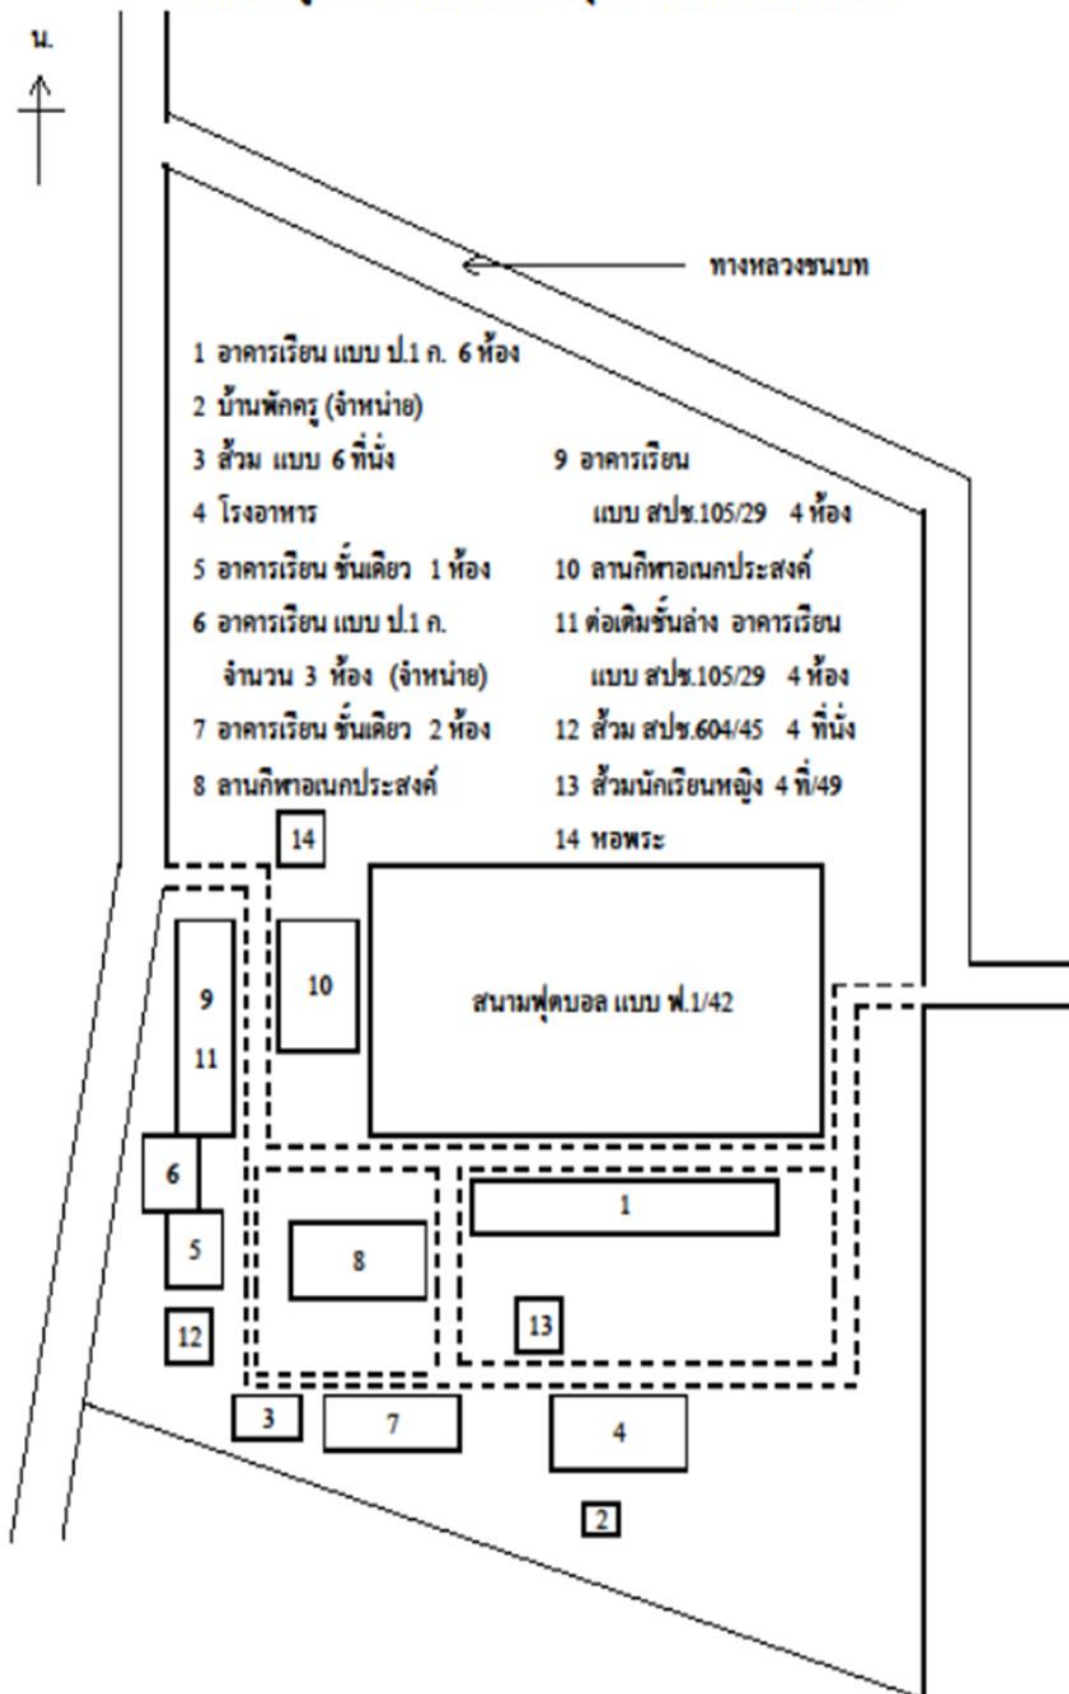 น.
ทางหลวงชนบท
1 อาคารเรียน แบบ ป.1 ก. 6 ห้อง
2 บ้านพักครู (จำหน่าย)
3 ส้วม แบบ 6 ที่นั่ง
4 โรงอาหาร
5 อาคารเรียน ชั้นเดียว 1 ห้อง
6 อาคารเรียน แบบ ป.1 ก.
จำนวน 3 ห้อง (จำหน่าย)
7 อาคารเรียน ชั้นเดียว 2 ห้อง
8 ลานกีฬาอเนกประสงค์
9 อาคารเรียน
แบบ สปช.105/29 4 ห้อง
10 ลานกีฬาอเนกประสงค์
11 ต่อเติมชั้นล่าง อาคารเรียน
แบบ สปช.105/29 4 ห้อง
12 ส้วม สปช.604/45 4 ที่นั่ง
13 ส้วมนักเรียนหญิง 4 ที่/49
14 หอพระ
14
9
11
10
สนามฟุตบอล แบบ ฟ.1/42
6
5
12
8
1
13
3
7
4
2